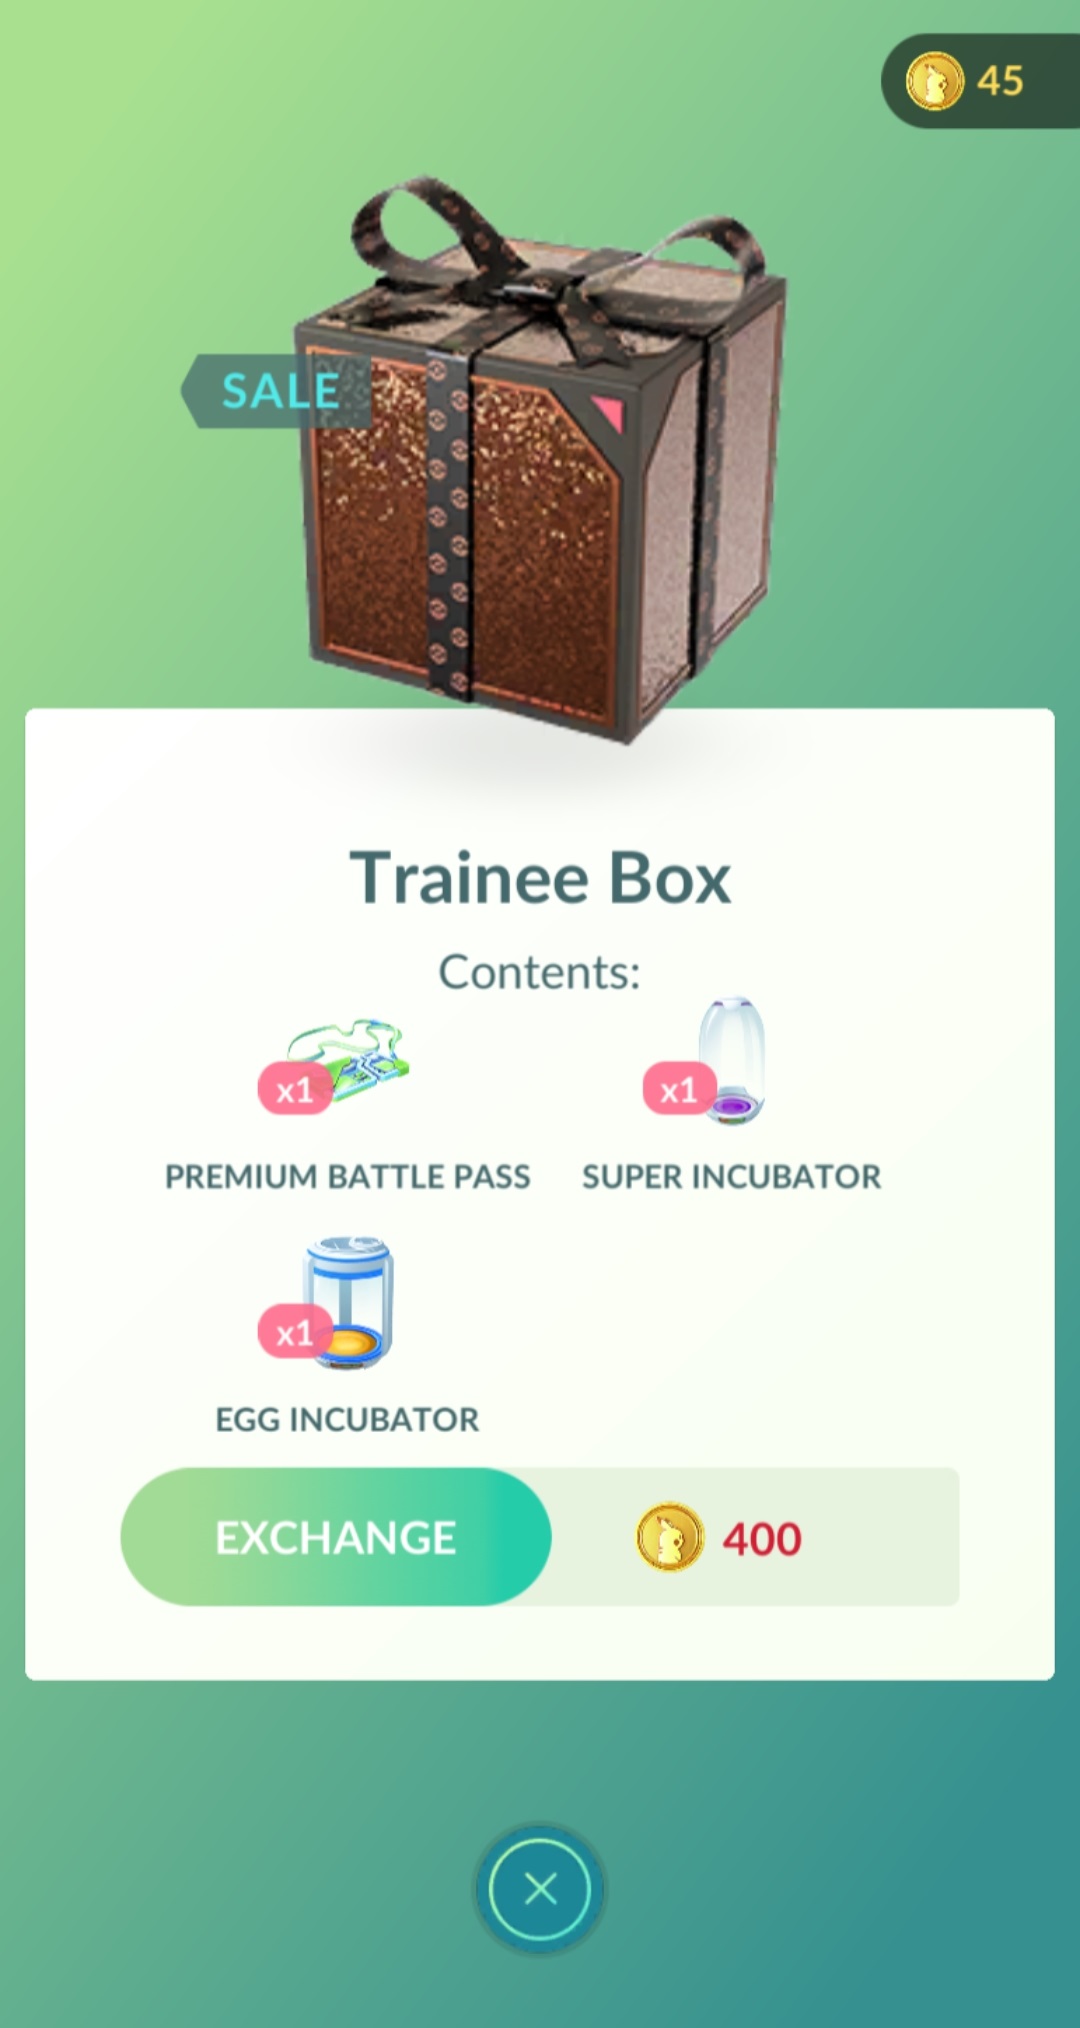 45
SALE
Trainee Box
Contents:
x1
x1
PREMIUM BATTLE PASS
SUPER INCUBATOR
x1
EGG INCUBATOR
EXCHANGE
400